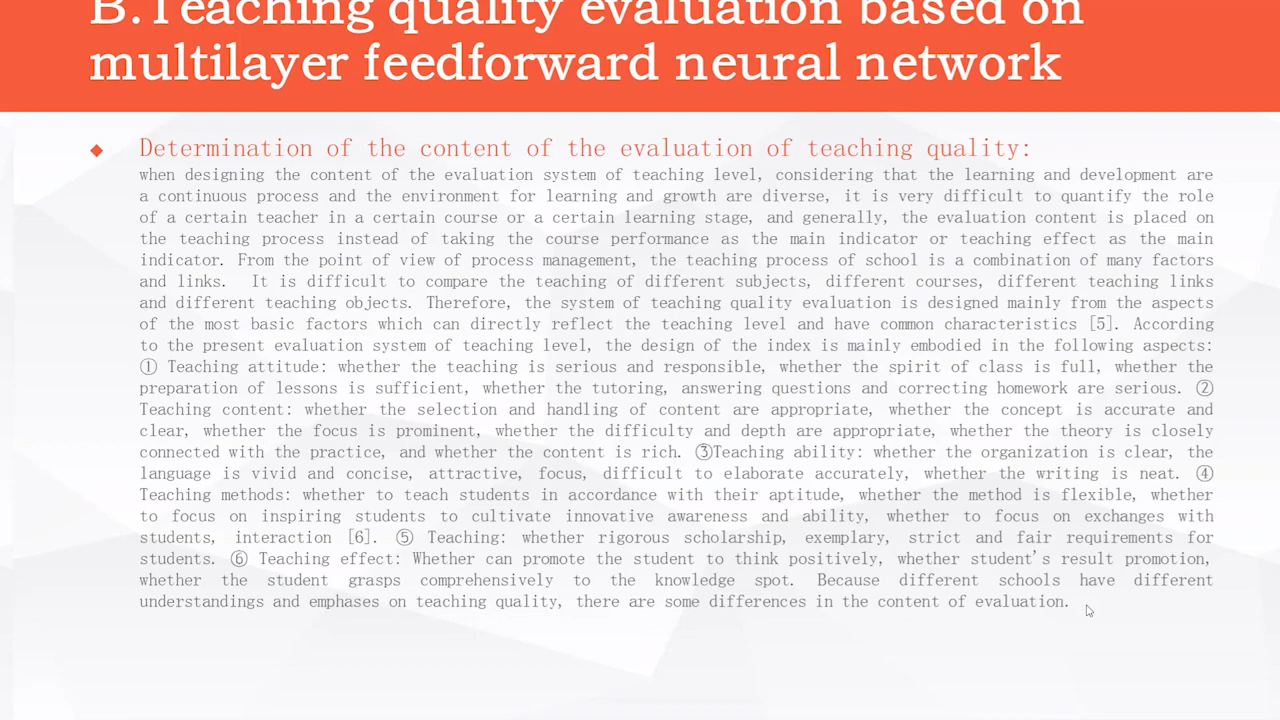 B.Teaching quality evaluation based on
multilayer feedforward neural network
◆ Determination of the content of the evaluation of teaching quality:
when designing the content of the evaluation system of teaching level, considering that the learning and development are
a continuous process and the environment for learning and growth are diverse, it is very difficult to quantify the role
of a certain teacher in a certain course or a certain learning stage, and generally, the evaluation content is placed on
the teaching process instead of taking the course performance as the main indicator or teaching effect as the main
indicator. From the point of view of process management, the teaching process of school is a combination of many factors
and links. It is difficult to compare the teaching of different subjects, different courses, different teaching links
and different teaching objects. Therefore, the system of teaching quality evaluation is designed mainly from the aspects
of the most basic factors which can directly reflect the teaching level and have common characteristics [5]. According
to the present evaluation system of teaching level, the design of the index is mainly embodied in the following aspects:
① Teaching attitude: whether the teaching is serious and responsible, whether the spirit of class is full, whether the
preparation of lessons is sufficient, whether the tutoring, answering questions and correcting homework are serious. ②
Teaching content: whether the selection and handling of content are appropriate, whether the concept is accurate and
clear, whether the focus is prominent, whether the difficulty and depth are appropriate, whether the theory is closely
connected with the practice, and whether the content is rich. ③Teaching ability: whether the organization is clear, the
language is vivid and concise, attractive, focus, difficult to elaborate accurately, whether the writing is neat. ④
Teaching methods: whether to teach students in accordance with their aptitude, whether the method is flexible, whether
to focus on inspiring students to cultivate innovative awareness and ability, whether to focus on exchanges with
students, interaction [6]. ⑤ Teaching: whether rigorous scholarship, exemplary, strict and fair requirements for
students. ⑥ Teaching effect: Whether can promote the student to think positively, whether student's result promotion,
whether the student grasps comprehensively to the knowledge spot. Because different schools have different
understandings and emphases on teaching quality, there are some differences in the content of evaluation.